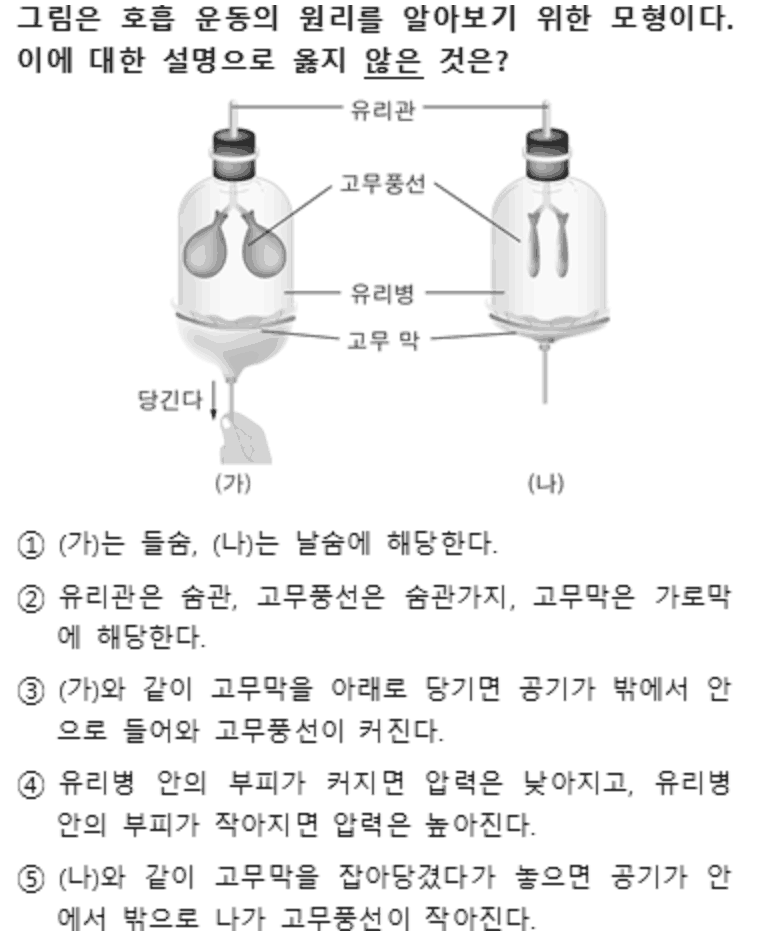 그림은 호흡 운동의 원리를 알아보기 위한 모형이다.
이에 대한 설명으로 옳지 않은 것은?
유리관
고무풍선
유리병
고무 막
당긴다
(가)
(나)
① (가)는 들숨, (나)는 날숨에 해당한다.
② 유리관은 숨관, 고무풍선은 숨관가지, 고무막은 가로막
에 해당한다.
③ (가)와 같이 고무막을 아래로 당기면 공기가 밖에서 안
으로 들어와 고무풍선이 커진다.
④ 유리병 안의 부피가 커지면 압력은 낮아지고, 유리병
안의 부피가 작아지면 압력은 높아진다.
⑤ (나)와 같이 고무막을 잡아당겼다가 놓으면 공기가 안
에서 밖으로 나가 고무풍선이 작아진다.